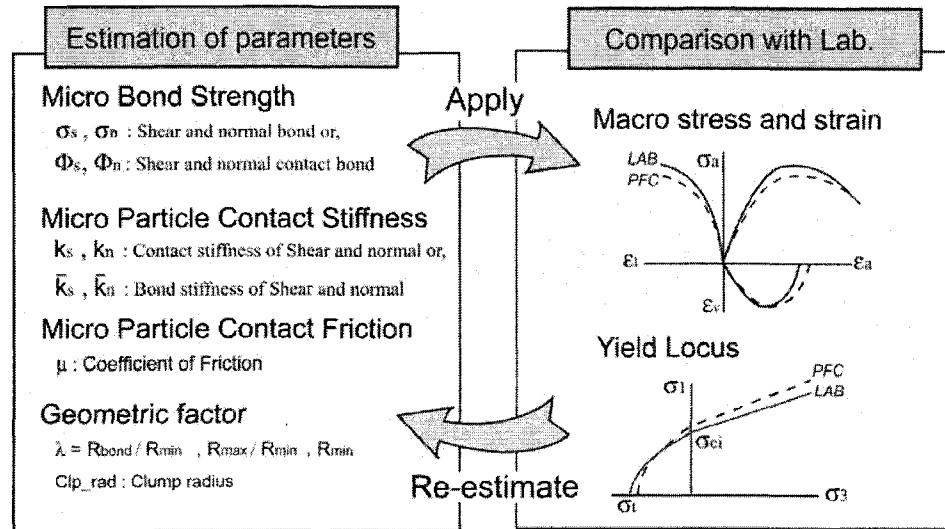 Estimation of parameters
Micro Bond Strength
σs , σn : Shear and normal bond or,
Φs, Φn : Shear and normal contact bond
Micro Particle Contact Stiffness
ks , kn : Contact stiffness of Shear and normal or,
k̄s , k̄n : Bond stiffness of Shear and normal
Micro Particle Contact Friction
μ : Coefficient of Friction
Geometric factor
λ = Rbond / Rmin , Rmax / Rmin , Rmin
Clp_rad : Clump radius
Apply
Re-estimate
Comparison with Lab.
Macro stress and strain
LAB
PFC
σa
εl
εa
εv
Yield Locus
σ1
PFC
LAB
σci
σt
σ3